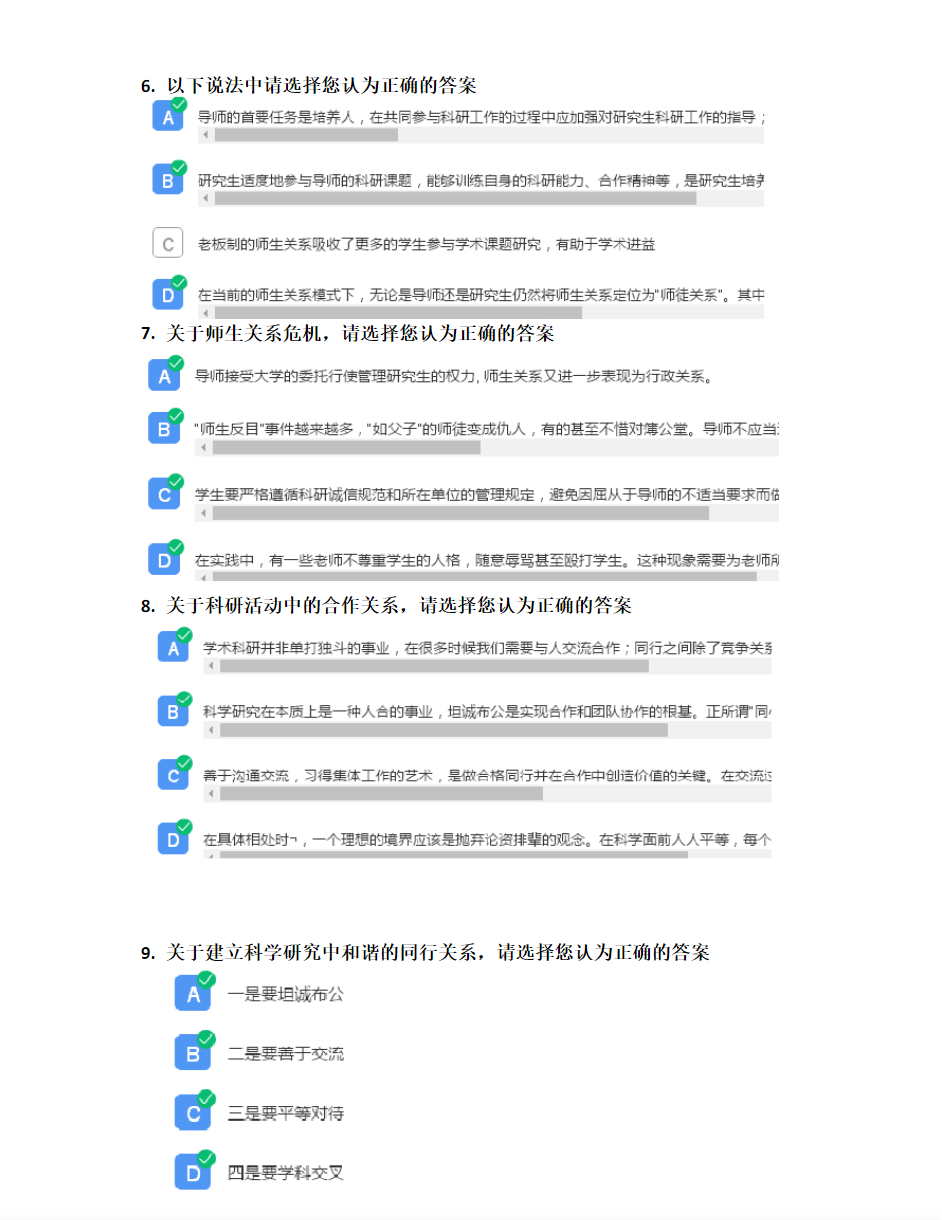 6. 以下说法中请选择您认为正确的答案
A 导师的首要任务是培养人，在共同参与科研工作的过程中应加强对研究生科研工作的指导；
B 研究生适度地参与导师的科研课题，能够训练自身的科研能力、合作精神等，是研究生培养
C 老板制的师生关系吸收了更多的学生参与学术课题研究，有助于学术进益
D 在当前的师生关系模式下，无论是导师还是研究生仍然将师生关系定位为"师徒关系"。其中
7. 关于师生关系危机，请选择您认为正确的答案
A 导师接受大学的委托行使管理研究生的权力, 师生关系又进一步表现为行政关系。
B "师生反目"事件越来越多，"如父子"的师徒变成仇人，有的甚至不惜对簿公堂。导师不应当
C 学生要严格遵循科研诚信规范和所在单位的管理规定，避免因屈从于导师的不适当要求而做
D 在实践中，有一些老师不尊重学生的人格，随意辱骂甚至殴打学生。这种现象需要为老师所
8. 关于科研活动中的合作关系，请选择您认为正确的答案
A 学术科研并非单打独斗的事业，在很多时候我们需要与人交流合作；同行之间除了竞争关系
B 科学研究在本质上是一种人合的事业，坦诚布公是实现合作和团队协作的根基。正所谓"同
C 善于沟通交流，习得集体工作的艺术，是做合格同行并在合作中创造价值的关键。在交流过
D 在具体相处时¬，一个理想的境界应该是抛弃论资排辈的观念。在科学面前人人平等，每个
9. 关于建立科学研究中和谐的同行关系，请选择您认为正确的答案
A 一是要坦诚布公
B 二是要善于交流
C 三是要平等对待
D 四是要学科交叉